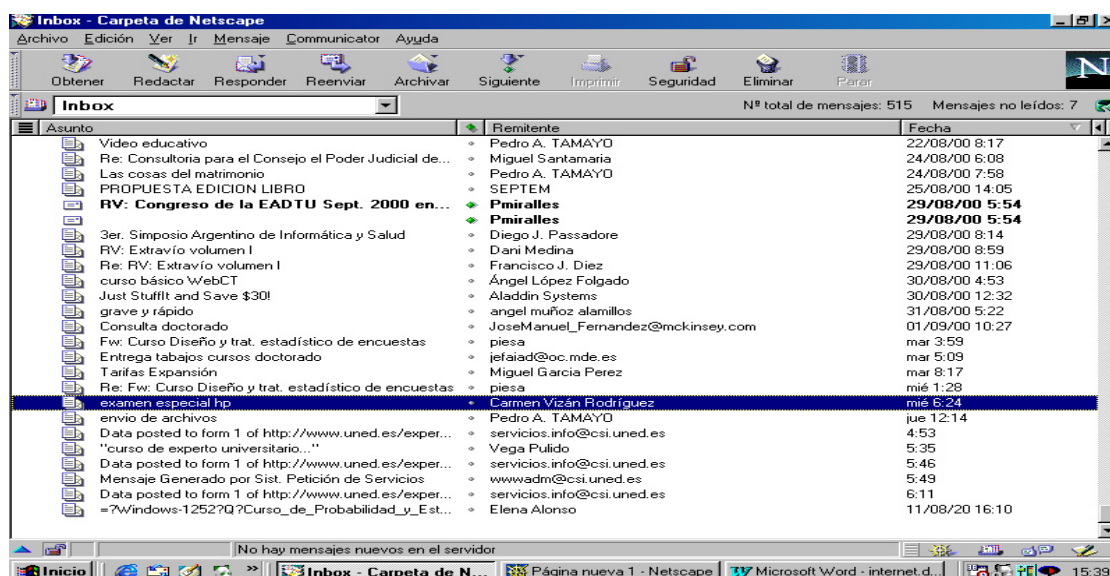 Inbox - Carpeta de Netscape
Archivo Edición Ver Ir Mensaje Communicator Ayuda
Obtener Redactar Responder Reenviar Archivar Siguiente Imprimir Seguridad Eliminar Parar
N
Inbox Nº total de mensajes: 515 Mensajes no leídos: 7
Asunto Remitente Fecha
Video educativo Pedro A. TAMAYO 22/08/00 8:17
Re: Consultoria para el Consejo el Poder Judicial de... Miguel Santamaria 24/08/00 6:08
Las cosas del matrimonio Pedro A. TAMAYO 24/08/00 7:58
PROPUESTA EDICION LIBRO SEPTEM 25/08/00 14:05
RV: Congreso de la EADTU Sept. 2000 en... Pmiralles 29/08/00 5:54
Pmiralles 29/08/00 5:54
3er. Simposio Argentino de Informática y Salud Diego J. Passadore 29/08/00 8:14
RV: Extravío volumen I Dani Medina 29/08/00 8:59
Re: RV: Extravío volumen I Francisco J. Diez 29/08/00 11:06
curso básico WebCT Ángel López Folgado 30/08/00 4:53
Just StuffIt and Save $30! Aladdin Systems 30/08/00 12:32
grave y rápido angel muñoz alamillos 31/08/00 5:22
Consulta doctorado JoseManuel_Fernandez@mckinsey.com 01/09/00 10:27
Fw: Curso Diseño y trat. estadístico de encuestas piesa mar 3:59
Entrega tabajos cursos doctorado jefaiad@oc.mde.es mar 5:09
Tarifas Expansión Miguel Garcia Perez mar 8:17
Re: Fw: Curso Diseño y trat. estadístico de encuestas piesa mié 1:28
examen especial hp Carmen Vizán Rodríguez mié 6:24
envio de archivos Pedro A. TAMAYO jue 12:14
Data posted to form 1 of http://www.uned.es/exper... servicios.info@csi.uned.es 4:53
"curso de experto universitario..." Vega Pulido 5:35
Data posted to form 1 of http://www.uned.es/exper... servicios.info@csi.uned.es 5:46
Mensaje Generado por Sist. Petición de Servicios wwwadm@csi.uned.es 5:49
Data posted to form 1 of http://www.uned.es/exper... servicios.info@csi.uned.es 6:11
=?Windows-1252?Q?Curso_de_Probabilidad_y_Est... Elena Alonso 11/08/20 16:10
No hay mensajes nuevos en el servidor
Inicio » Inbox - Carpeta de N... Página nueva 1 - Netscape Microsoft Word - internet.d... 15:39